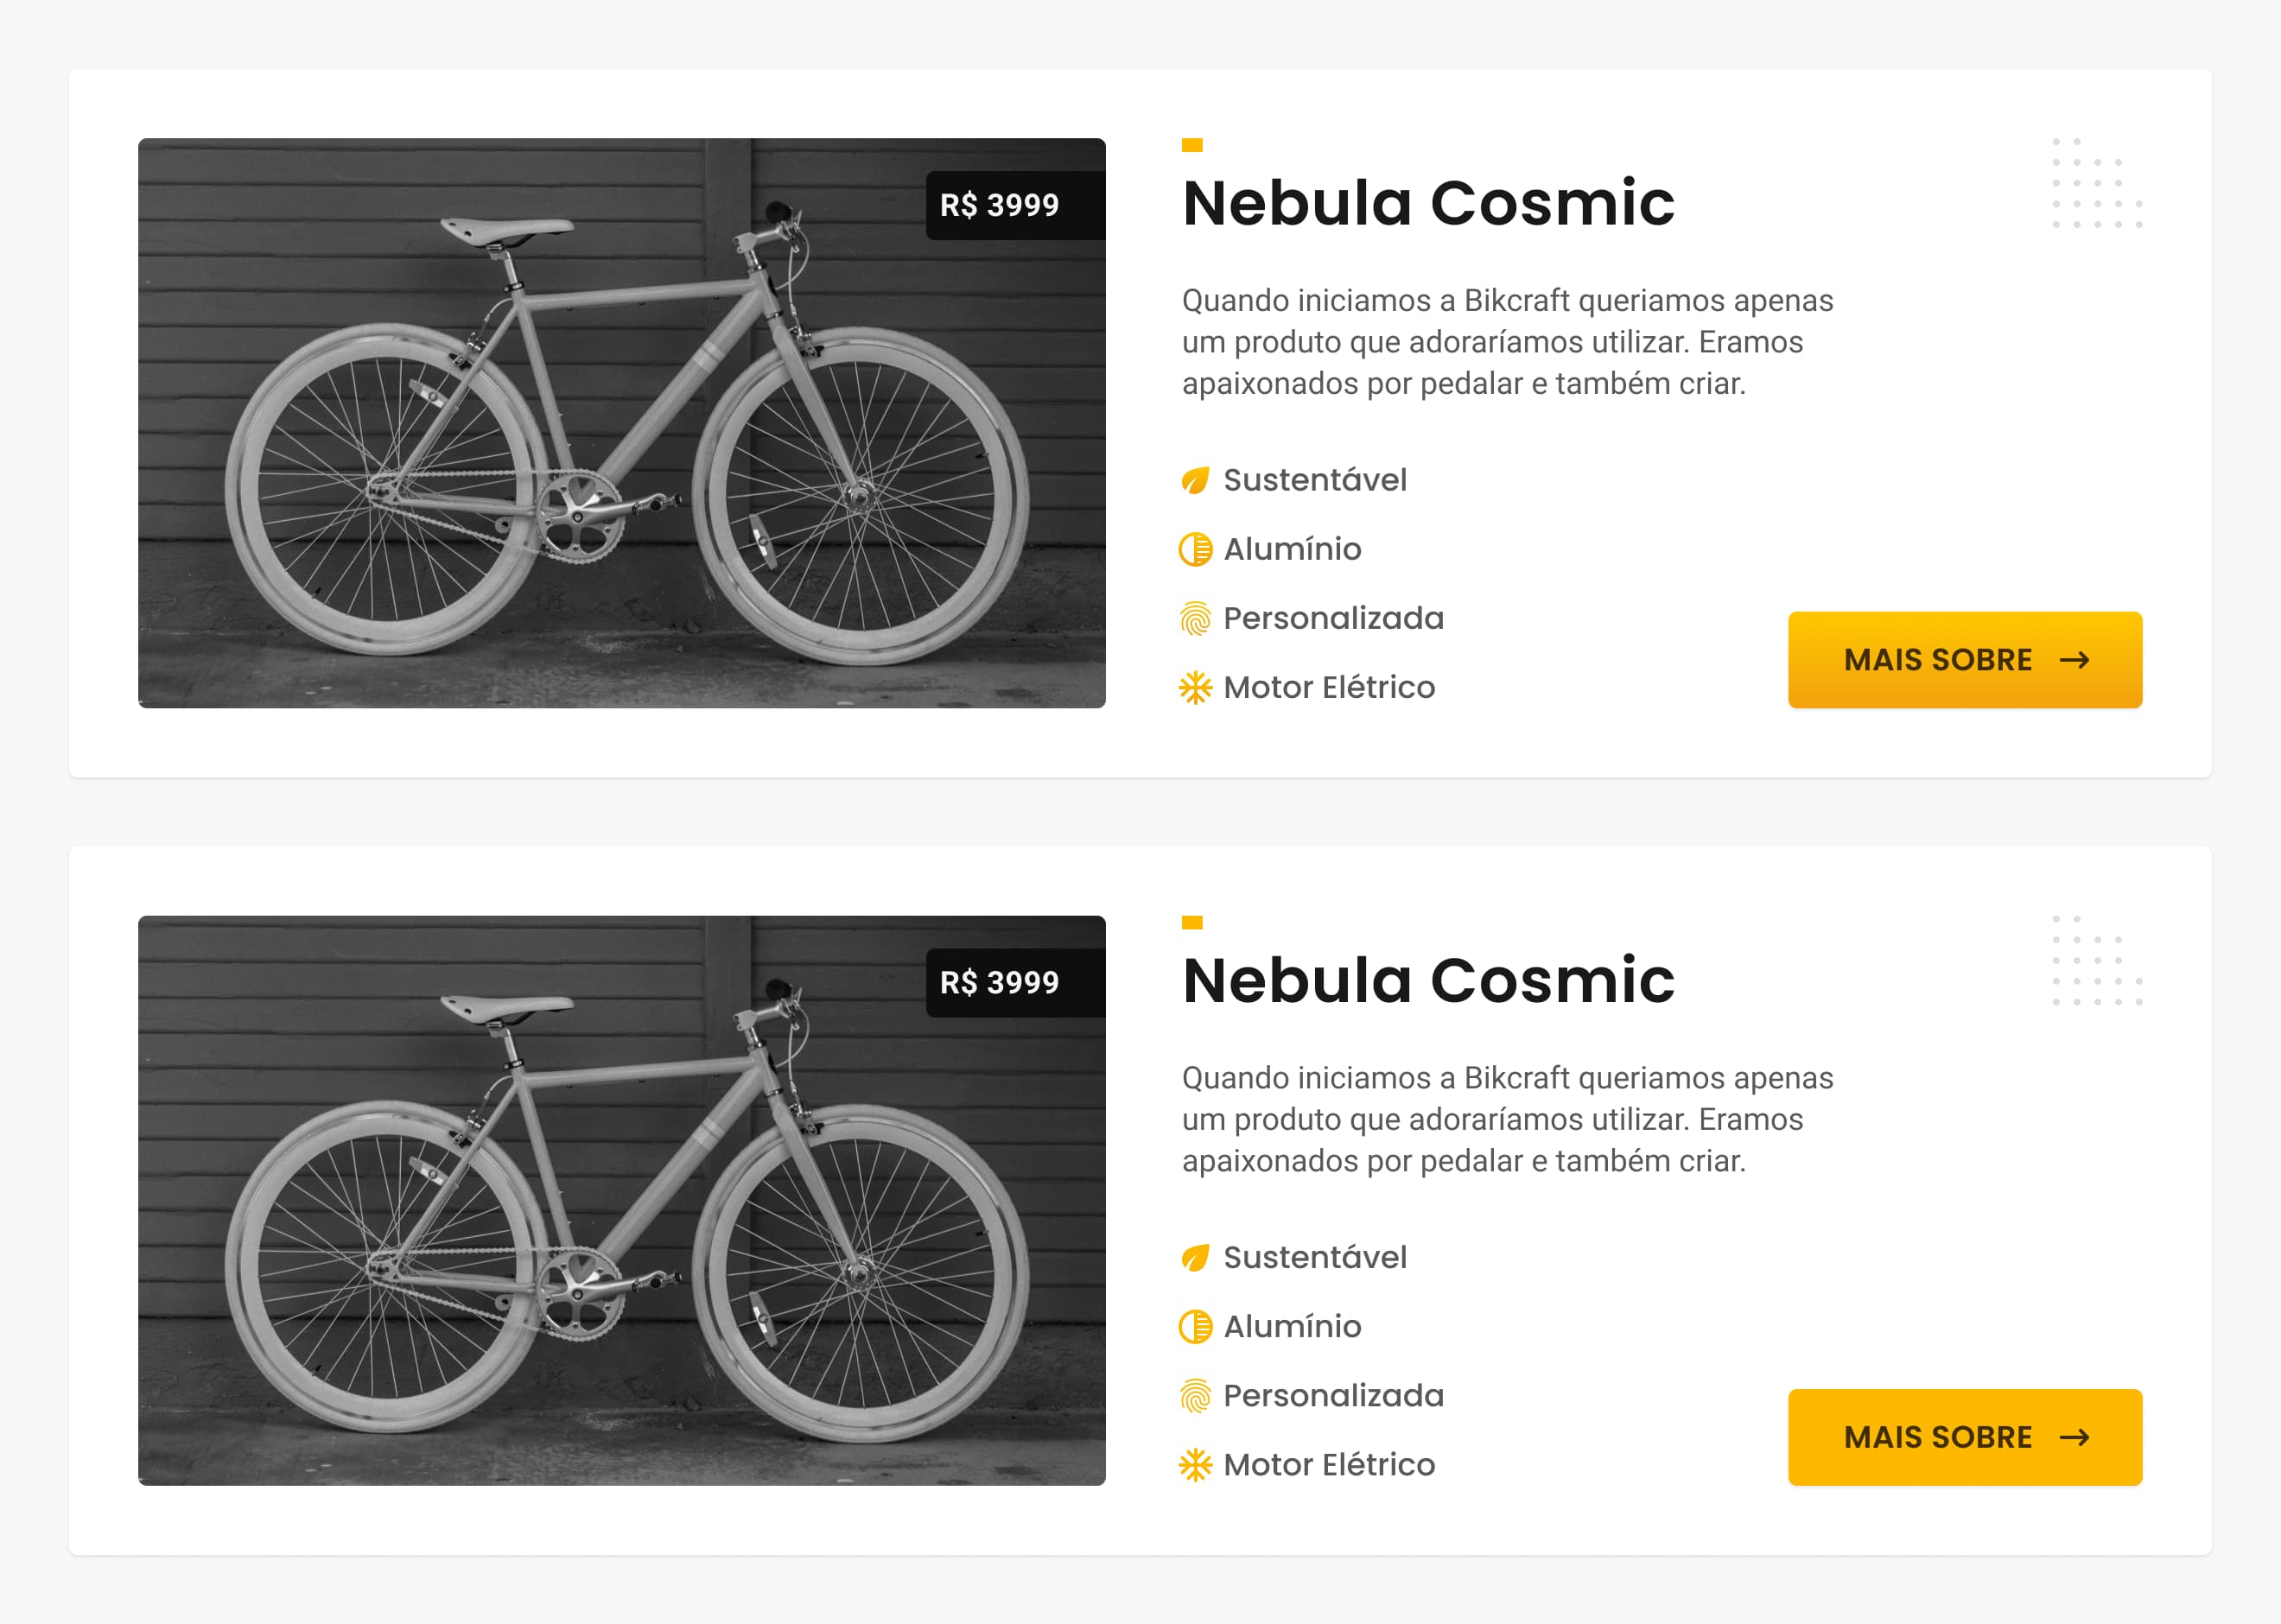 R$ 3999
Nebula Cosmic
Quando iniciamos a Bikcraft queriamos apenas
um produto que adoraríamos utilizar. Eramos
apaixonados por pedalar e também criar.
Sustentável
Alumínio
Personalizada
Motor Elétrico
MAIS SOBRE →
R$ 3999
Nebula Cosmic
Quando iniciamos a Bikcraft queriamos apenas
um produto que adoraríamos utilizar. Eramos
apaixonados por pedalar e também criar.
Sustentável
Alumínio
Personalizada
Motor Elétrico
MAIS SOBRE →